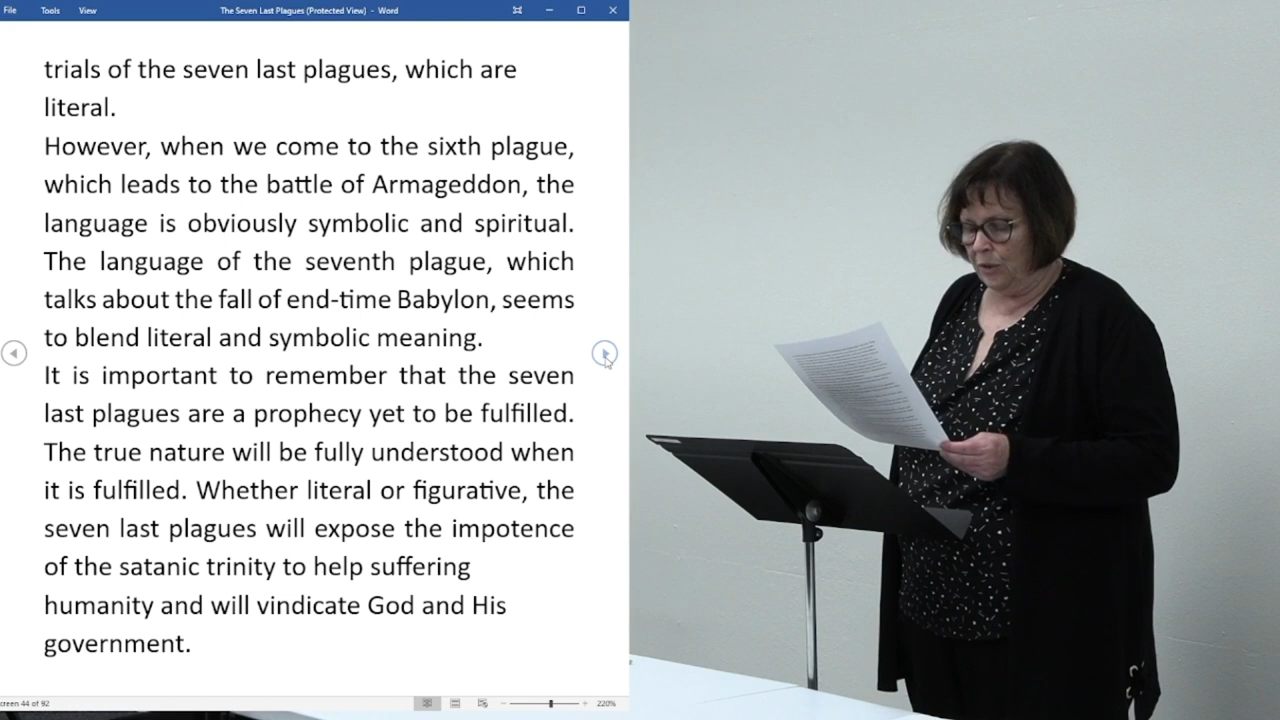 File Tools View The Seven Last Plagues (Protected View) - Word
trials of the seven last plagues, which are
literal.
However, when we come to the sixth plague,
which leads to the battle of Armageddon, the
language is obviously symbolic and spiritual.
The language of the seventh plague, which
talks about the fall of end-time Babylon, seems
to blend literal and symbolic meaning.
It is important to remember that the seven
last plagues are a prophecy yet to be fulfilled.
The true nature will be fully understood when
it is fulfilled. Whether literal or figurative, the
seven last plagues will expose the impotence
of the satanic trinity to help suffering
humanity and will vindicate God and His
government.
creen 44 of 92 220%